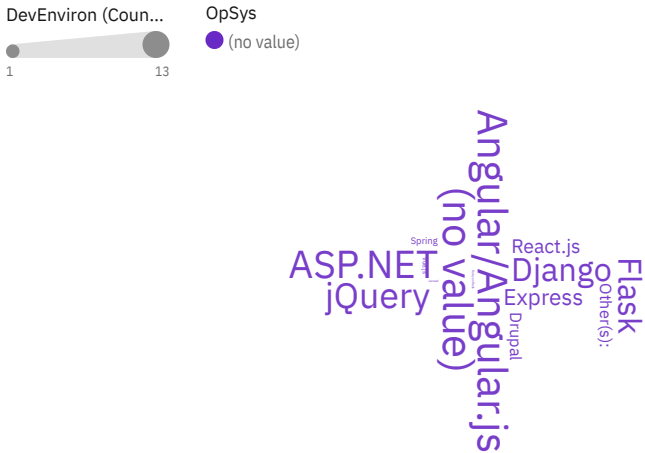 DevEnviron (Coun...
1
13
OpSys
(no value)
Angular/Angular.js
(no value)
Spring
ASP.NET
jQuery
React.js
Django
Express
Drupal
Flask
Other(s):